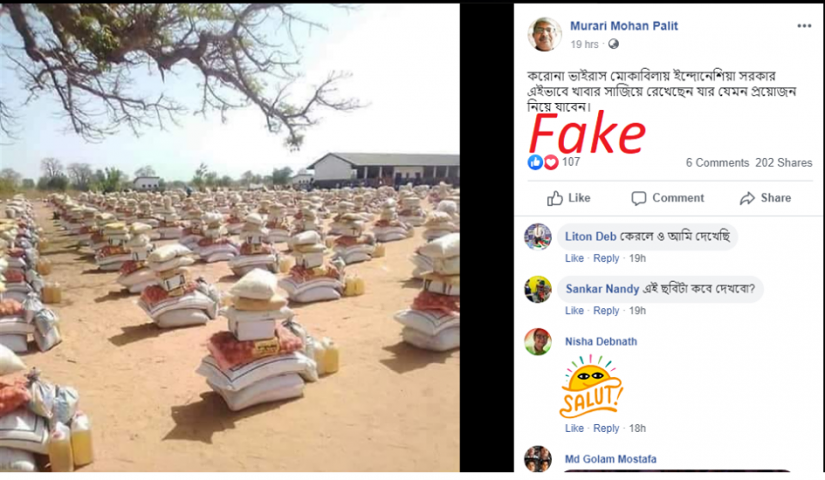 Murari Mohan Palit
19 hrs ·
করোনা ভাইরাস মোকাবিলায় ইন্দোনেশিয়া সরকার
এইভাবে খাবার সাজিয়ে রেখেছেন যার যেমন প্রয়োজন
নিয়ে যাবেন।
Fake
107 6 Comments 202 Shares
Like Comment Share
Liton Deb কেরলে ও আমি দেখেছি
Like · Reply · 19h
Sankar Nandy এই ছবিটা কবে দেখবো?
Like · Reply · 19h
Nisha Debnath
SALUT!
Like · Reply · 18h
Md Golam Mostafa